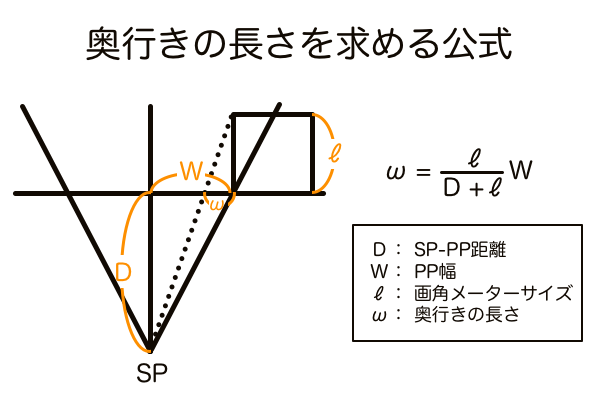 奥行きの長さを求める公式
W
ℓ
ω
D
SP
ω = ℓ / D + ℓ W
D : SP-PP距離
W : PP幅
ℓ : 画角メーターサイズ
ω : 奥行きの長さ